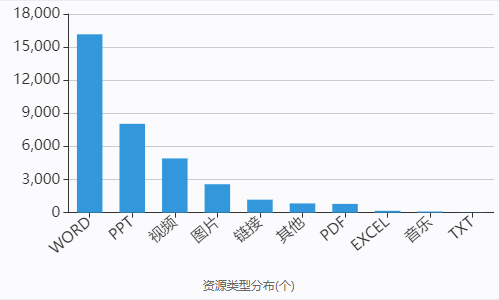 18,000
15,000
12,000
9,000
6,000
3,000
0
WORD
PPT
视频
图片
链接
其他
PDF
EXCEL
音乐
TXT
资源类型分布(个)